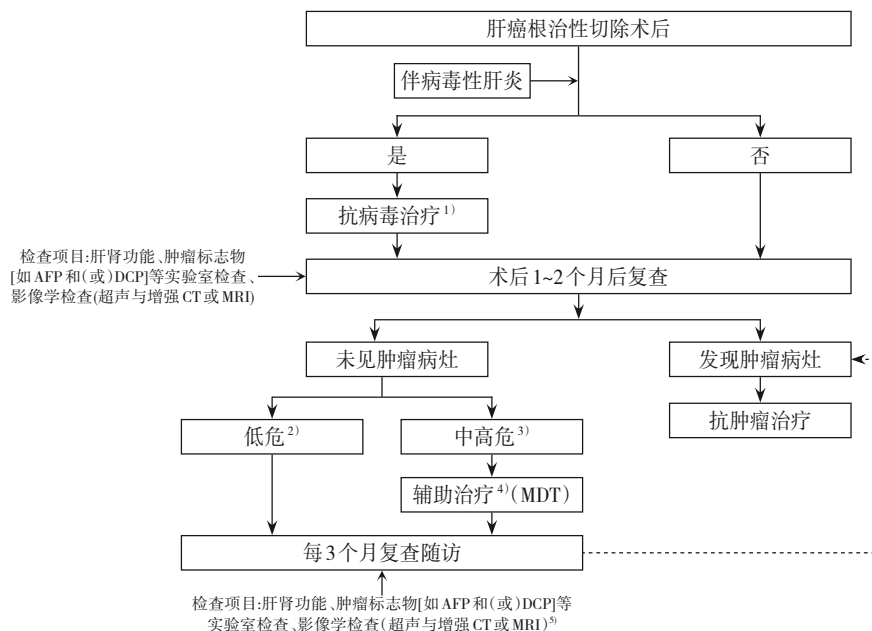 肝癌根治性切除术后
伴病毒性肝炎
是
否
抗病毒治疗1)
检查项目:肝肾功能、肿瘤标志物
[如AFP和(或)DCP]等实验室检查、
影像学检查(超声与增强CT或MRI)
术后1~2个月后复查
未见肿瘤病灶
发现肿瘤病灶
低危2)
中高危3)
抗肿瘤治疗
辅助治疗4)(MDT)
每3个月复查随访
检查项目:肝肾功能、肿瘤标志物[如AFP和(或)DCP]等
实验室检查、影像学检查(超声与增强CT或MRI)5)